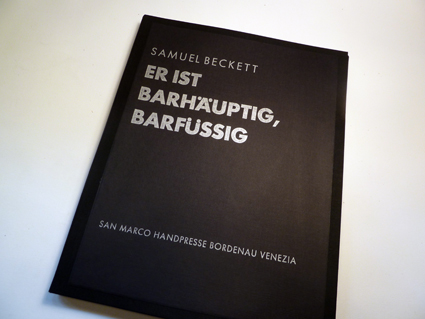 SAMUEL BECKETT
ER IST
BARHÄUPTIG,
BARFÜSSIG
SAN MARCO HANDPRESSE BORDENAU VENEZIA